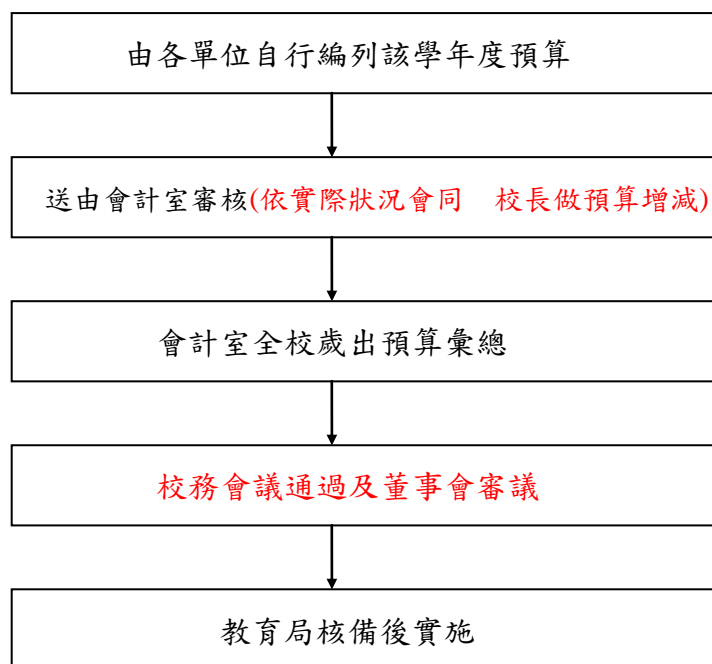 由各單位自行編列該學年度預算
送由會計室審核(依實際狀況會同　校長做預算增減)
會計室全校歲出預算彙總
校務會議通過及董事會審議
教育局核備後實施